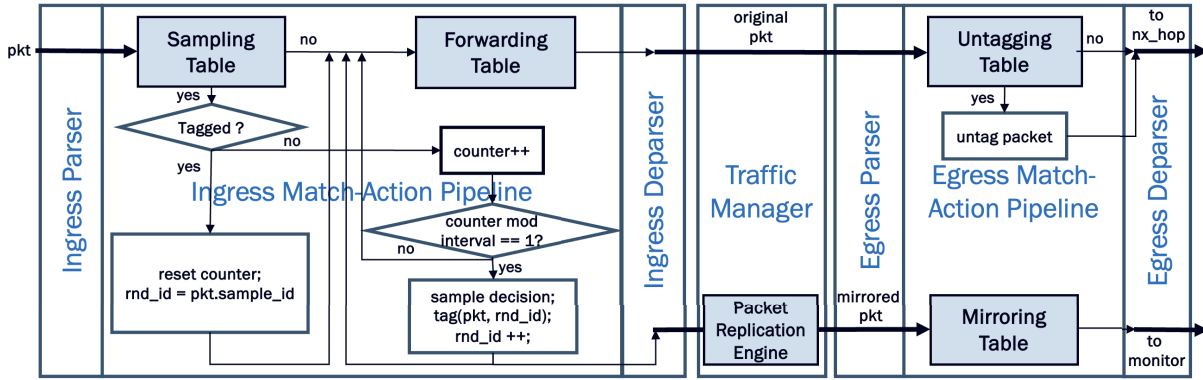 pkt
Ingress Parser
Sampling
Table
no
yes
Tagged ?
no
yes
reset counter;
rnd_id = pkt.sample_id
Ingress Match-Action Pipeline
Forwarding
Table
counter++
counter mod
interval == 1?
no
yes
sample decision;
tag(pkt, rnd_id);
rnd_id ++;
Ingress Deparser
original
pkt
Traffic
Manager
Packet
Replication
Engine
mirrored
pkt
Egress Parser
Untagging
Table
no
yes
untag packet
Egress Match-
Action Pipeline
Mirroring
Table
Egress Deparser
to
nx_hop
to
monitor